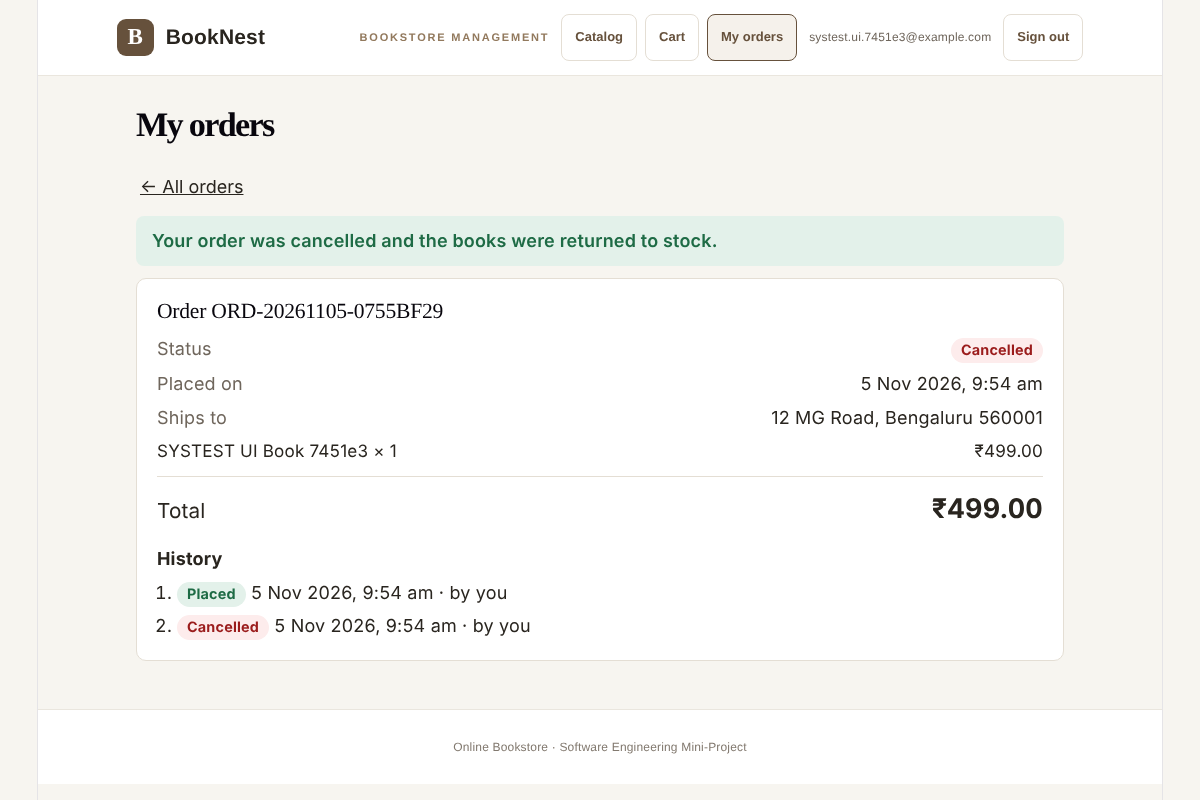 B BookNest BOOKSTORE MANAGEMENT Catalog Cart My orders systest.ui.7451e3@example.com Sign out
My orders
← All orders
Your order was cancelled and the books were returned to stock.
Order ORD-20261105-0755BF29
Status Cancelled
Placed on 5 Nov 2026, 9:54 am
Ships to 12 MG Road, Bengaluru 560001
SYSTEST UI Book 7451e3 × 1 ₹499.00
Total ₹499.00
History
1. Placed 5 Nov 2026, 9:54 am · by you
2. Cancelled 5 Nov 2026, 9:54 am · by you
Online Bookstore · Software Engineering Mini-Project